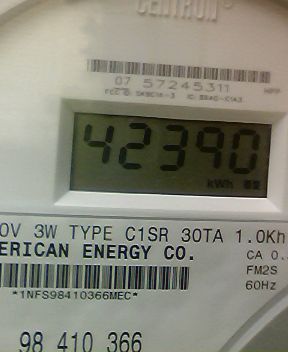 CENTRON®
07 57245311
42390
kWh
0V 3W TYPE C1SR 30TA 1.0Kh
ERICAN ENERGY CO.
CA 0.
FM2S
*1NFS98410366MEC*
60Hz
98 410 366